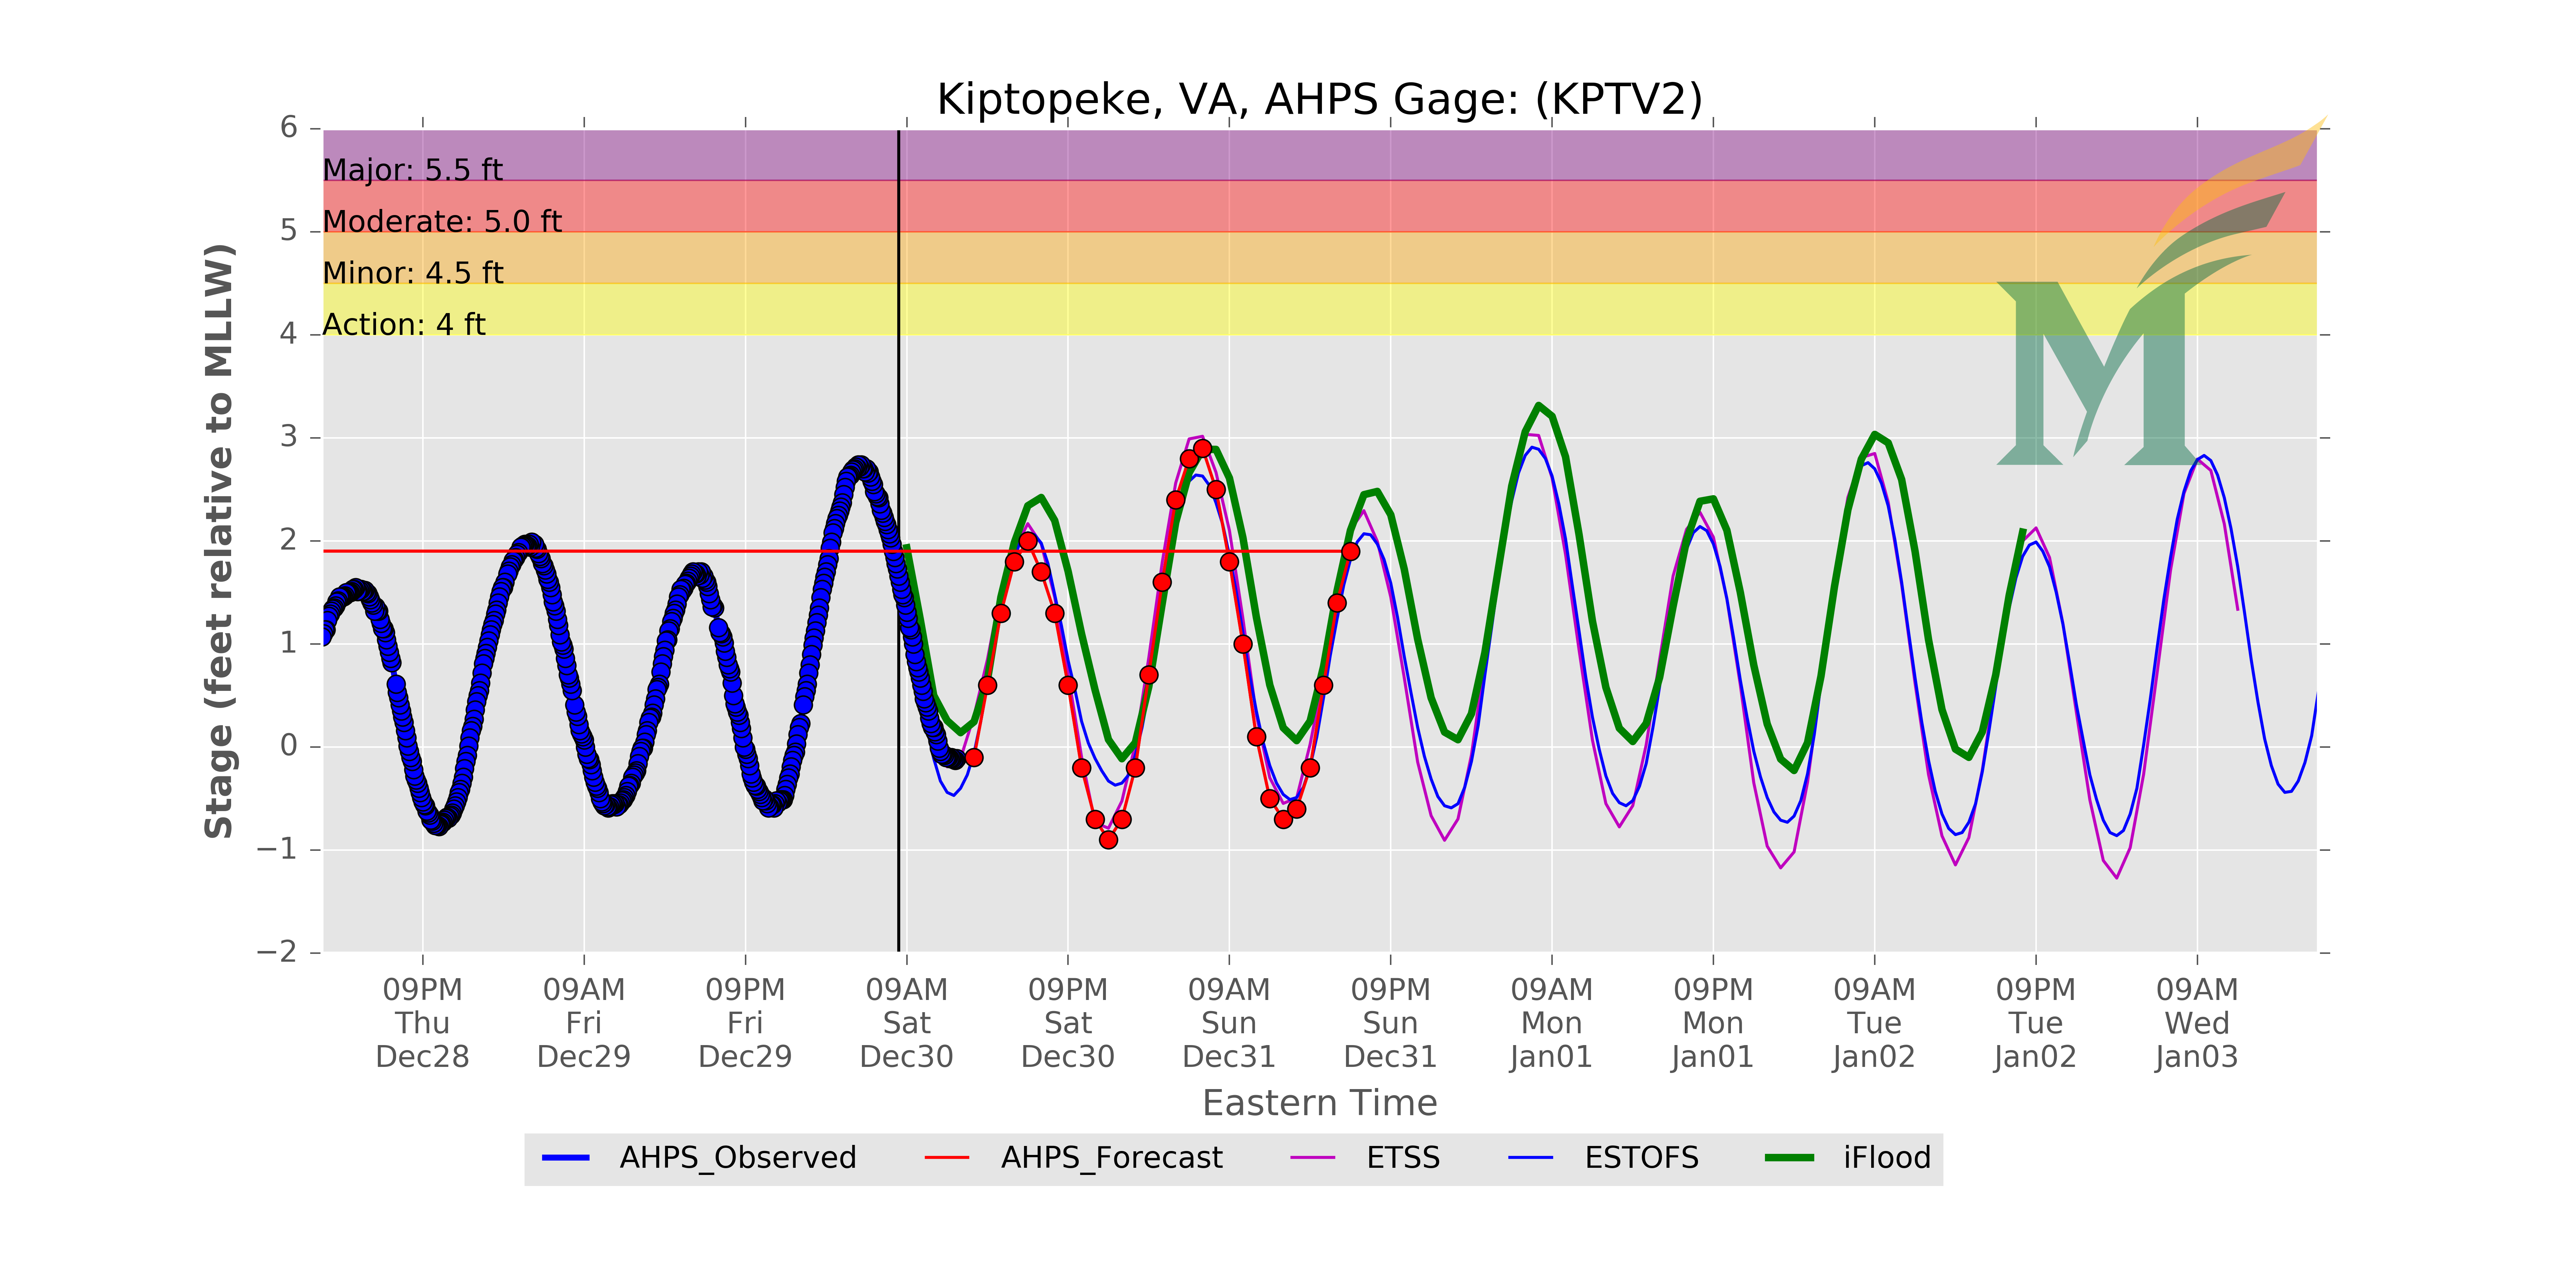 Kiptopeke, VA, AHPS Gage: (KPTV2)
6
Major: 5.5 ft
Moderate: 5.0 ft
5
Minor: 4.5 ft
Action: 4 ft
4
3
2
1
0
−1
−2
Stage (feet relative to MLLW)
M
09PM 09AM 09PM 09AM 09PM 09AM 09PM 09AM 09PM 09AM 09PM 09AM
Thu Fri Fri Sat Sat Sun Sun Mon Mon Tue Tue Wed
Dec28 Dec29 Dec29 Dec30 Dec30 Dec31 Dec31 Jan01 Jan01 Jan02 Jan02 Jan03
Eastern Time
AHPS_Observed AHPS_Forecast ETSS ESTOFS iFlood